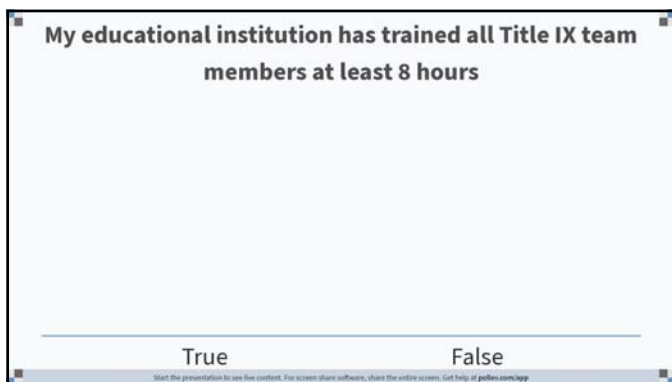 My educational institution has trained all Title IX team
members at least 8 hours
True False
Start the presentation to see live content. For screen share software, share the entire screen. Get help at pollev.com/app